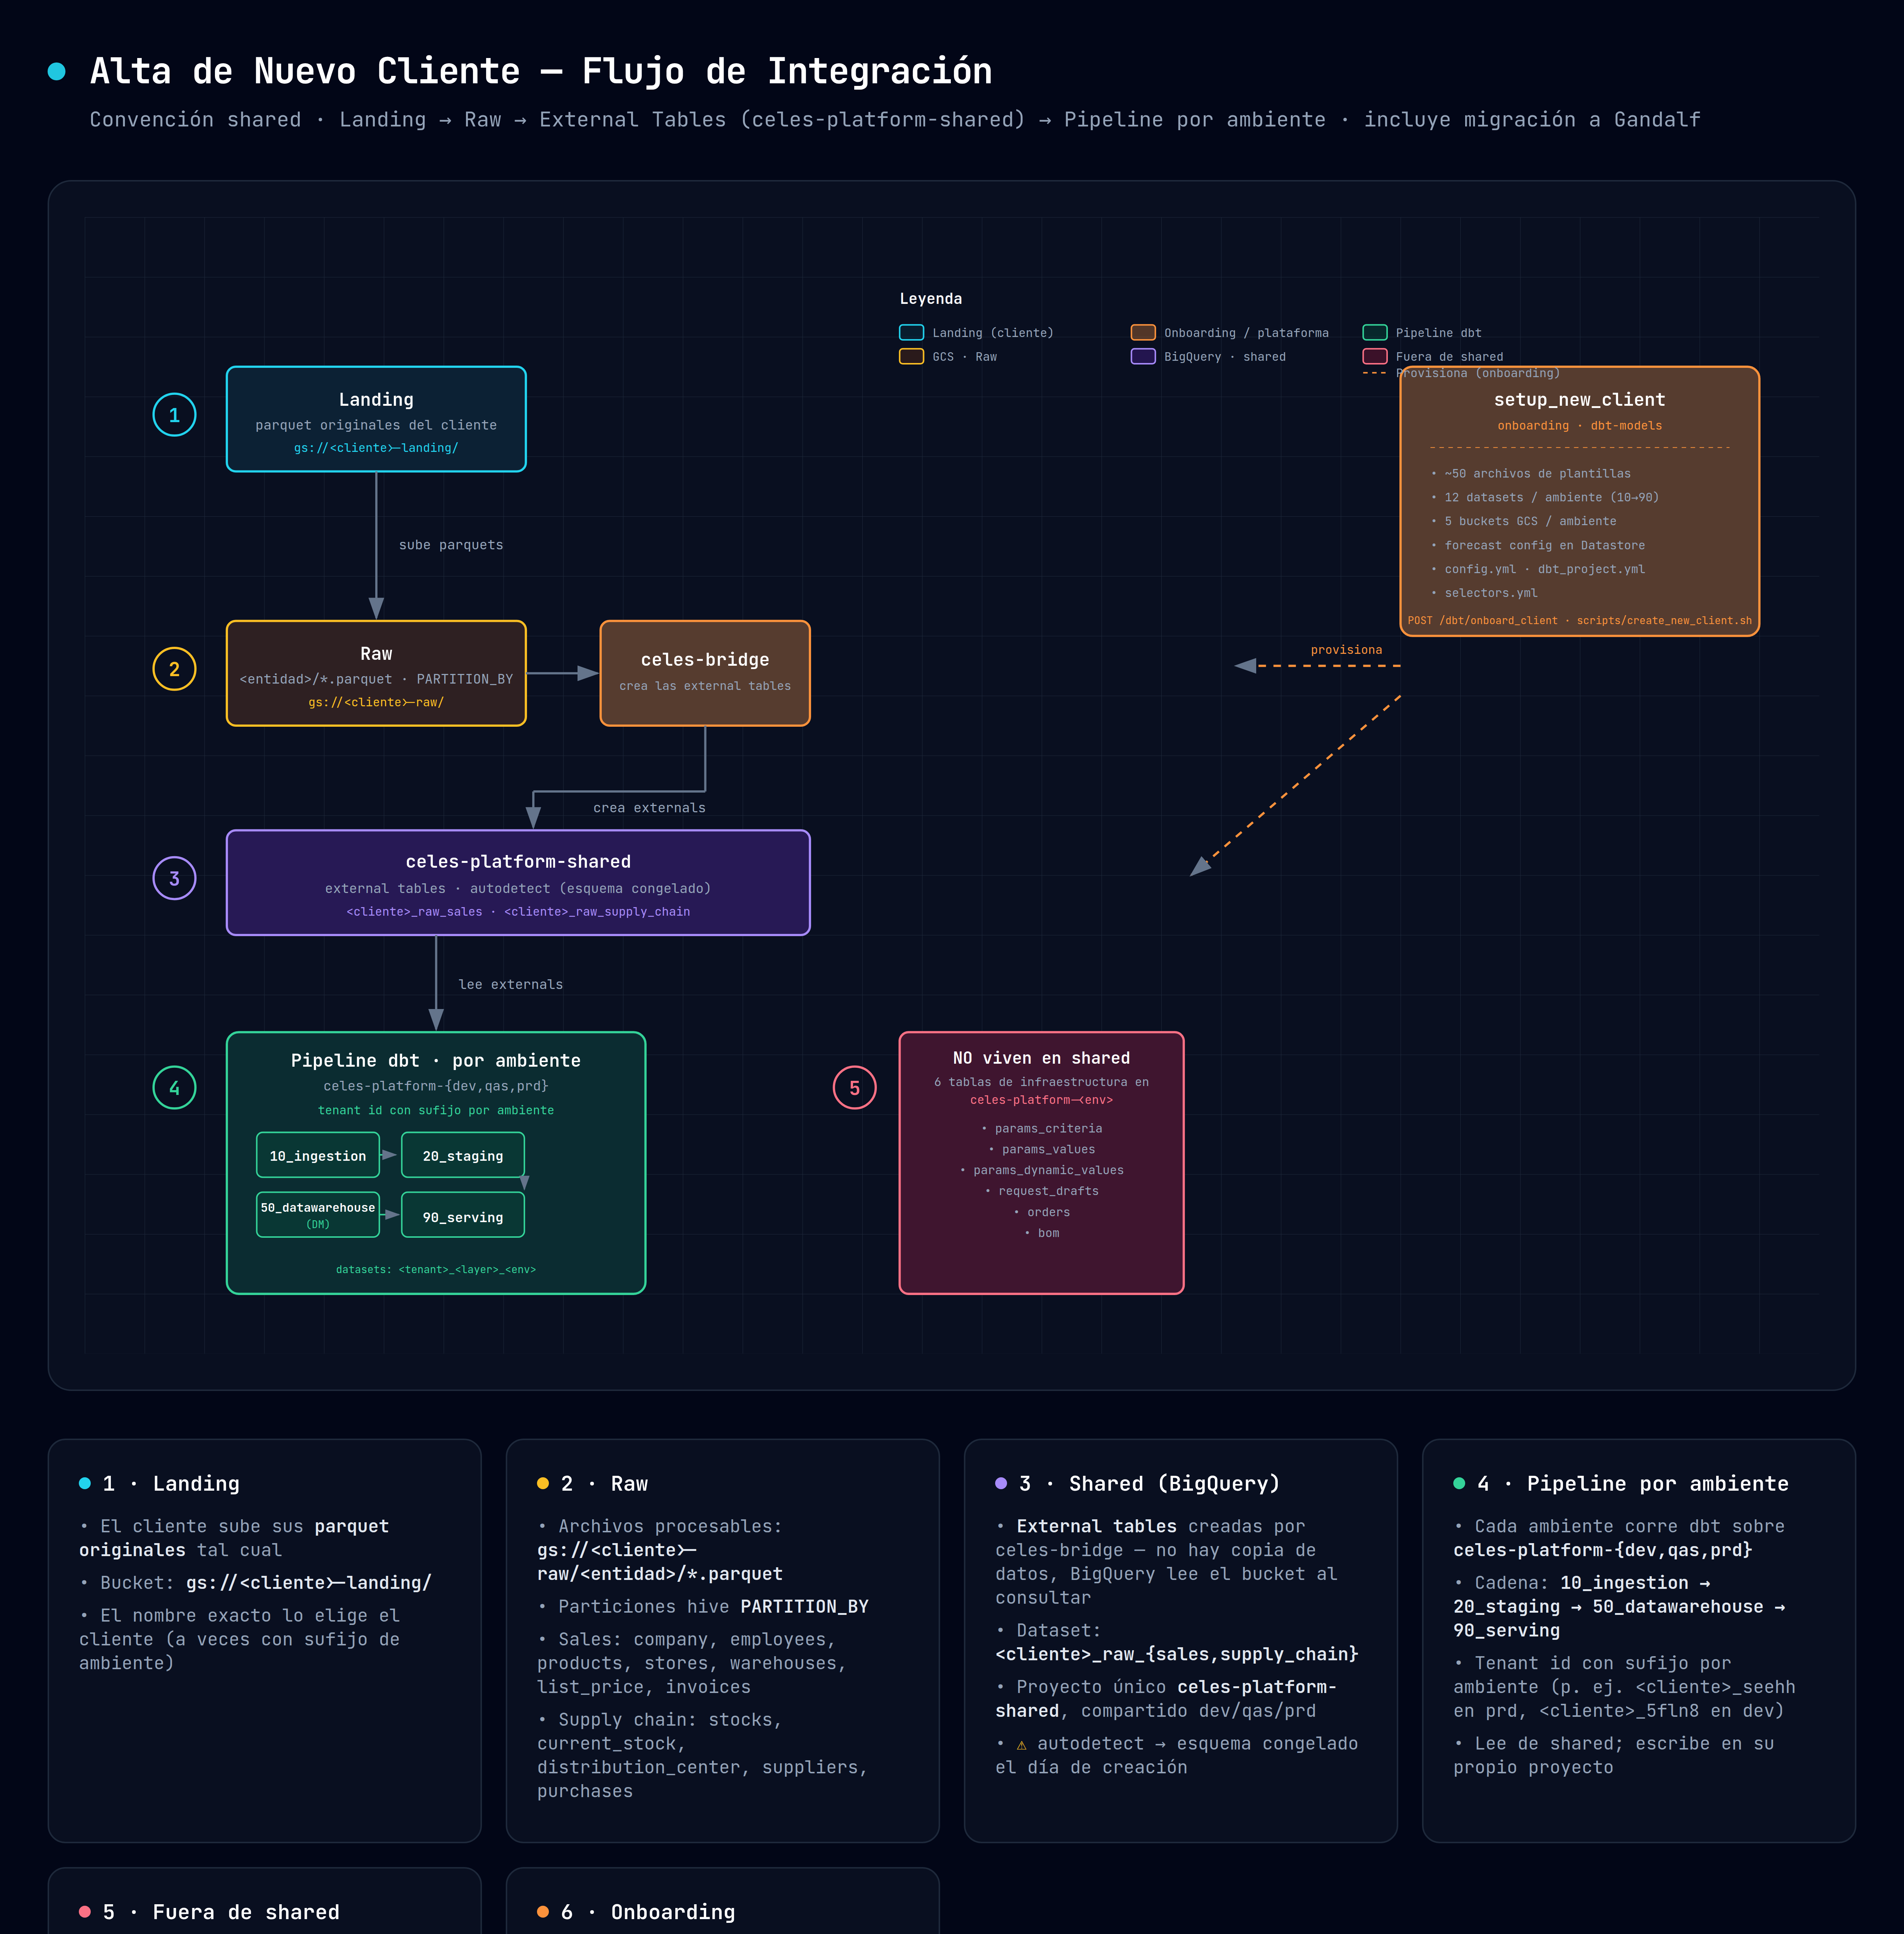 Alta de Nuevo Cliente — Flujo de Integración
Convención shared · Landing → Raw → External Tables (celes-platform-shared) → Pipeline por ambiente · incluye migración a Gandalf
Leyenda
Landing (cliente)
Onboarding / plataforma
Pipeline dbt
GCS · Raw
BigQuery · shared
Fuera de shared
Provisiona (onboarding)
1
Landing
parquet originales del cliente
gs://<cliente>-landing/
setup_new_client
onboarding · dbt-models
• ~50 archivos de plantillas
• 12 datasets / ambiente (10→90)
• 5 buckets GCS / ambiente
• forecast config en Datastore
• config.yml · dbt_project.yml
• selectors.yml
POST /dbt/onboard_client · scripts/create_new_client.sh
sube parquets
2
Raw
<entidad>/*.parquet · PARTITION_BY
gs://<cliente>-raw/
celes-bridge
crea las external tables
provisiona
crea externals
3
celes-platform-shared
external tables · autodetect (esquema congelado)
<cliente>_raw_sales · <cliente>_raw_supply_chain
lee externals
4
Pipeline dbt · por ambiente
celes-platform-{dev,qas,prd}
tenant id con sufijo por ambiente
10_ingestion
20_staging
50_datawarehouse
(DM)
90_serving
datasets: <tenant>_<layer>_<env>
5
NO viven en shared
6 tablas de infraestructura en
celes-platform-<env>
• params_criteria
• params_values
• params_dynamic_values
• request_drafts
• orders
• bom
1 · Landing
• El cliente sube sus parquet
originales tal cual
• Bucket: gs://<cliente>-landing/
• El nombre exacto lo elige el
cliente (a veces con sufijo de
ambiente)
2 · Raw
• Archivos procesables:
gs://<cliente>-
raw/<entidad>/*.parquet
• Particiones hive PARTITION_BY
• Sales: company, employees,
products, stores, warehouses,
list_price, invoices
• Supply chain: stocks,
current_stock,
distribution_center, suppliers,
purchases
3 · Shared (BigQuery)
• External tables creadas por
celes-bridge — no hay copia de
datos, BigQuery lee el bucket al
consultar
• Dataset:
<cliente>_raw_{sales,supply_chain}
• Proyecto único celes-platform-
shared, compartido dev/qas/prd
• ⚠ autodetect → esquema congelado
el día de creación
4 · Pipeline por ambiente
• Cada ambiente corre dbt sobre
celes-platform-{dev,qas,prd}
• Cadena: 10_ingestion →
20_staging → 50_datawarehouse →
90_serving
• Tenant id con sufijo por
ambiente (p. ej. <cliente>_seehh
en prd, <cliente>_5fln8 en dev)
• Lee de shared; escribe en su
propio proyecto
5 · Fuera de shared
6 · Onboarding